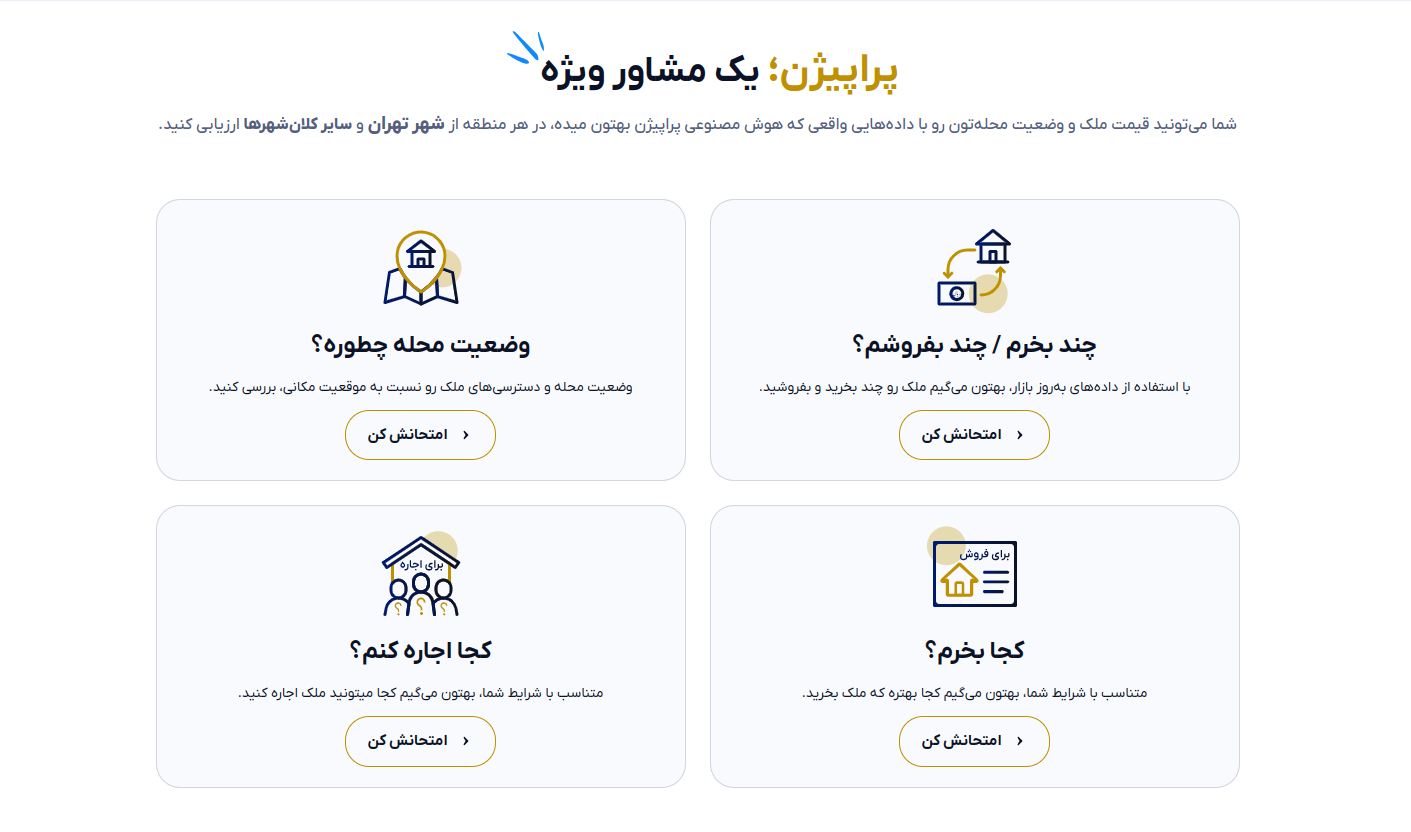 پراپیژن؛ یک مشاور ویژه
شما می‌تونید قیمت ملک و وضعیت محله‌تون رو با داده‌هایی واقعی که هوش مصنوعی پراپیژن بهتون میده، در هر منطقه از شهر تهران و سایر کلان‌شهرها ارزیابی کنید.
چند بخرم / چند بفروشم؟
با استفاده از داده‌های به‌روز بازار، بهتون می‌گیم ملک رو چند بخرید و بفروشید.
امتحانش کن
وضعیت محله چطوره؟
وضعیت محله و دسترسی‌های ملک رو نسبت به موقعیت مکانی، بررسی کنید.
امتحانش کن
برای فروش
کجا بخرم؟
متناسب با شرایط شما، بهتون می‌گیم کجا بهتره که ملک بخرید.
امتحانش کن
برای اجاره
؟ ؟ ؟
کجا اجاره کنم؟
متناسب با شرایط شما، بهتون می‌گیم کجا میتونید ملک اجاره کنید.
امتحانش کن